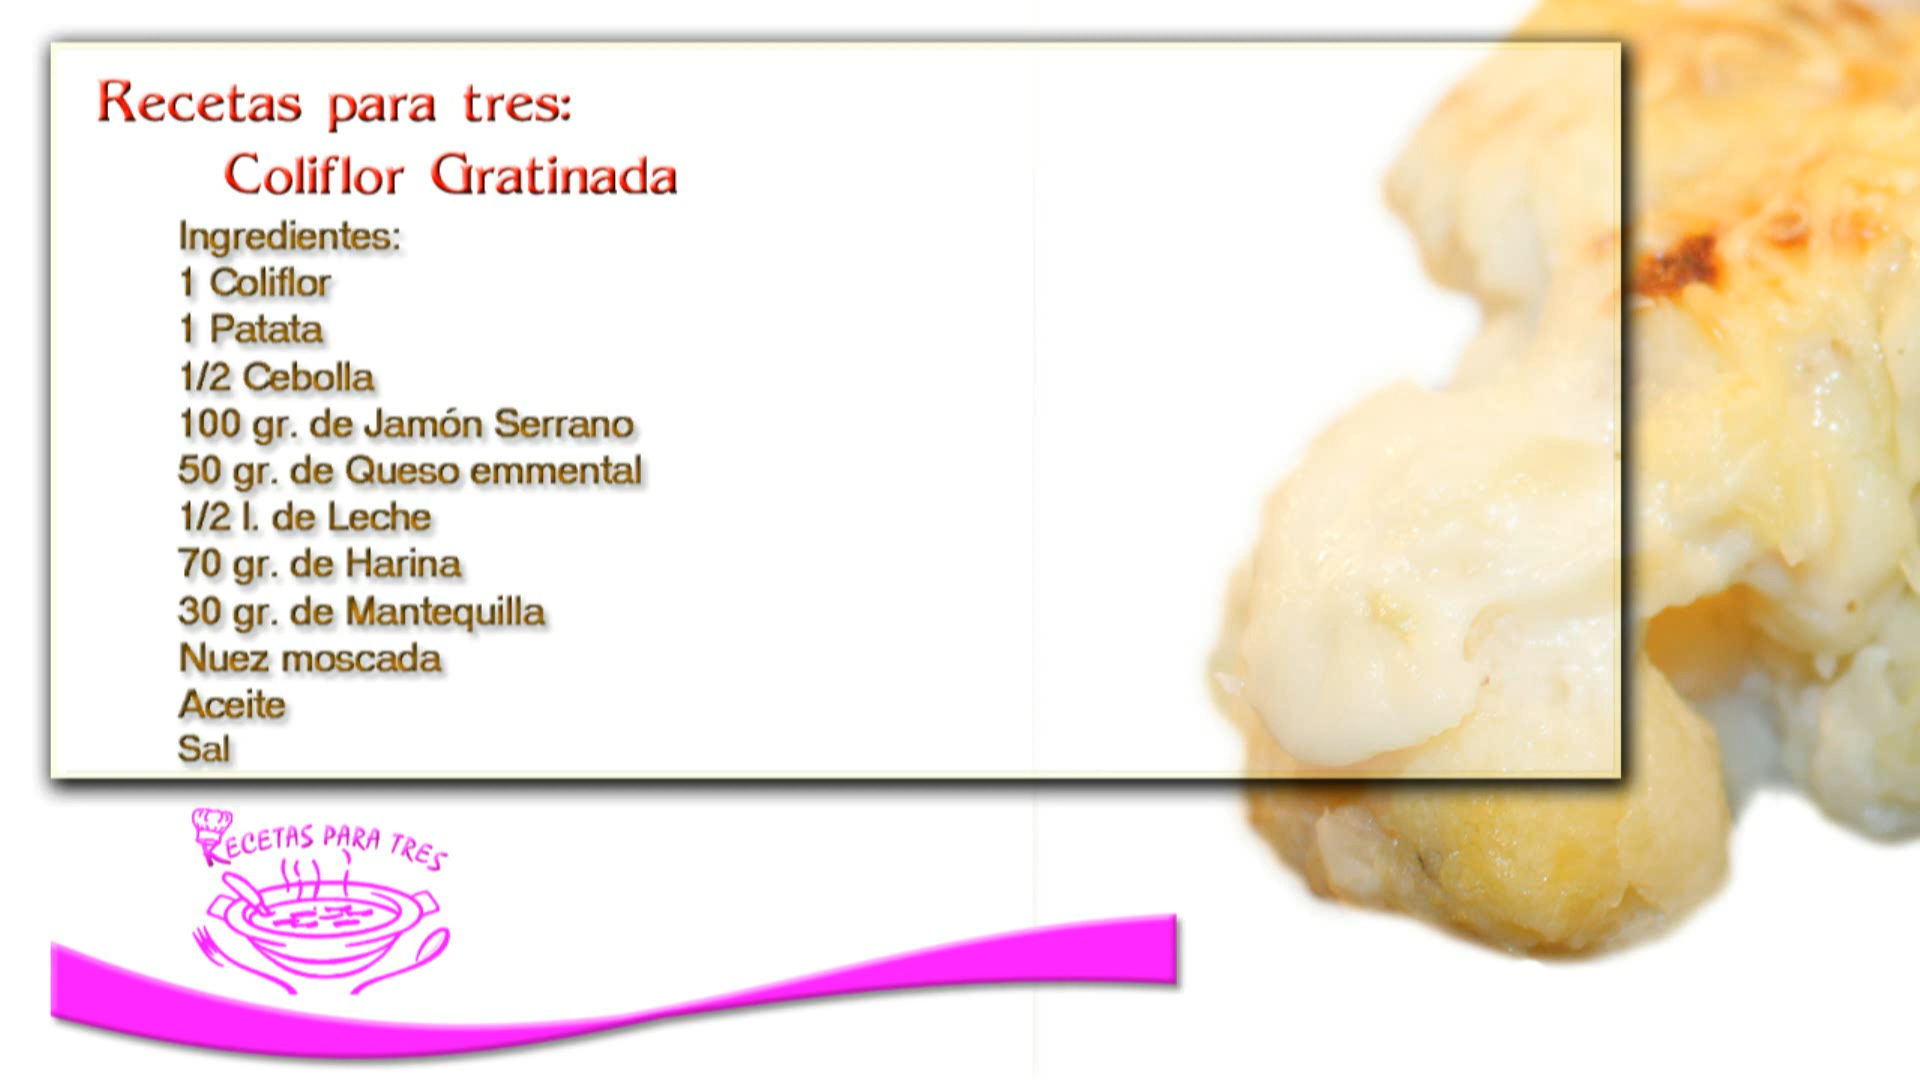 Recetas para tres:
Coliflor Gratinada
Ingredientes:
1 Coliflor
1 Patata
1/2 Cebolla
100 gr. de Jamón Serrano
50 gr. de Queso emmental
1/2 l. de Leche
70 gr. de Harina
30 gr. de Mantequilla
Nuez moscada
Aceite
Sal
RECETAS PARA TRES